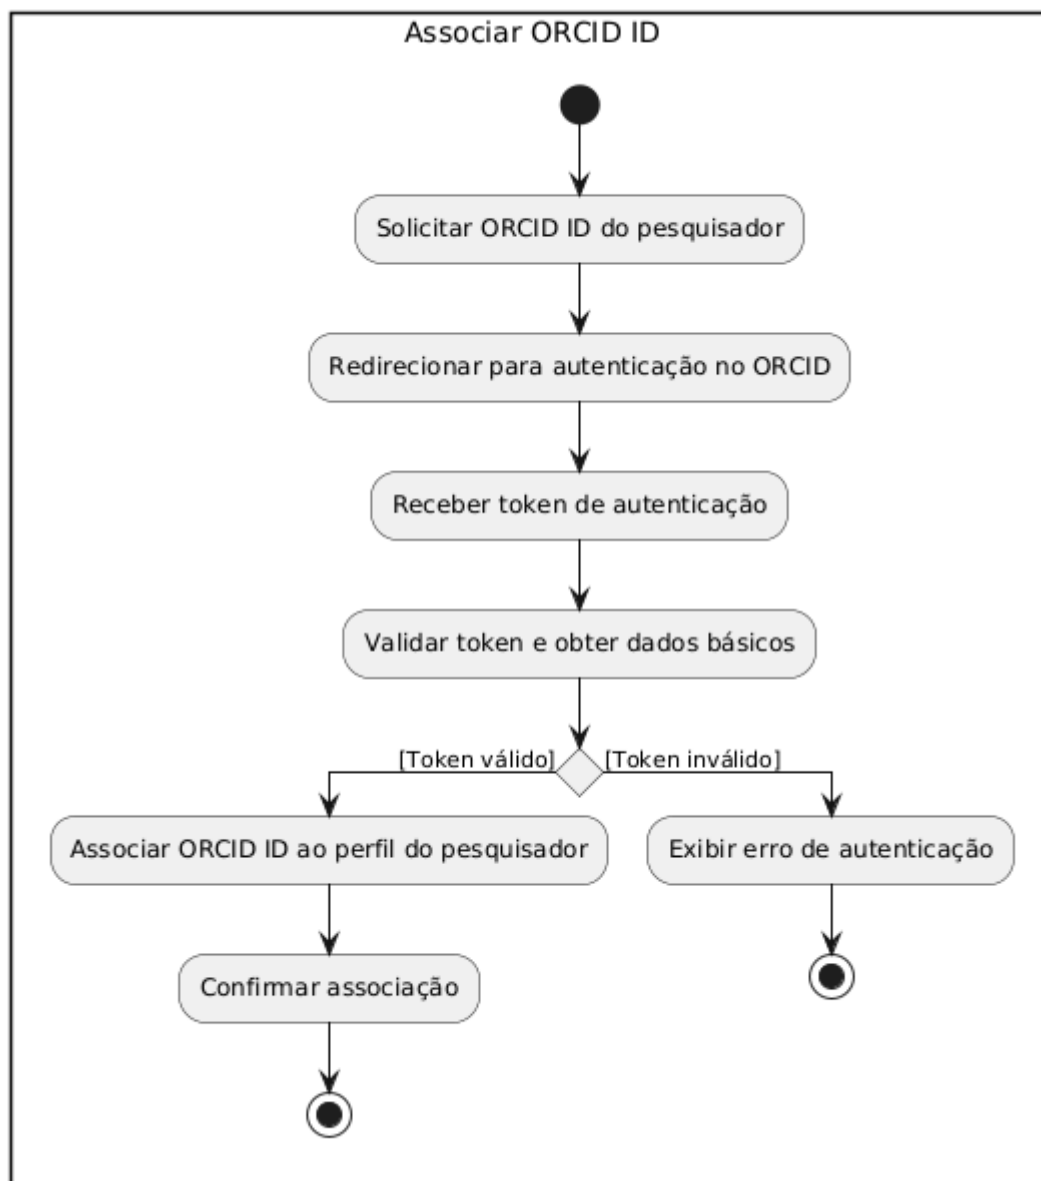 Associar ORCID ID
Solicitar ORCID ID do pesquisador
Redirecionar para autenticação no ORCID
Receber token de autenticação
Validar token e obter dados básicos
[Token válido]
[Token inválido]
Associar ORCID ID ao perfil do pesquisador
Exibir erro de autenticação
Confirmar associação